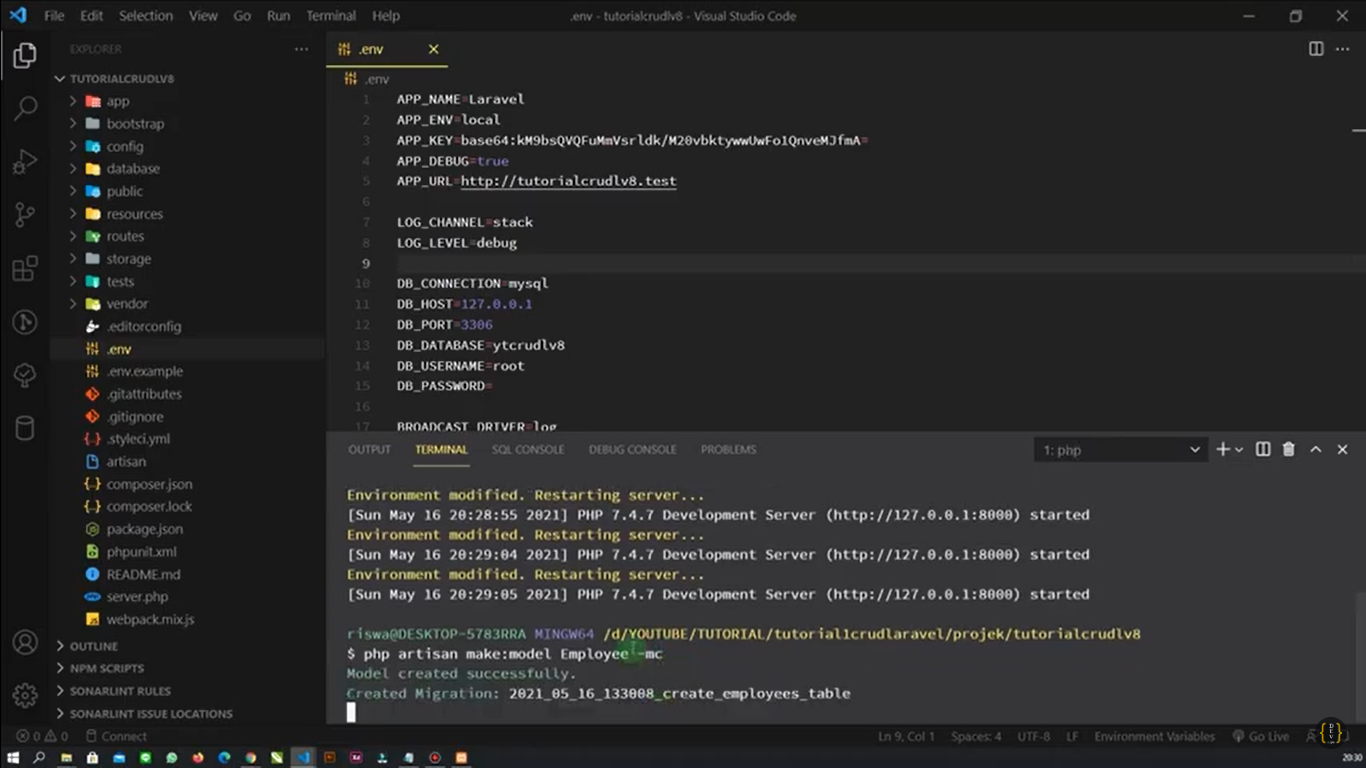 File Edit Selection View Go Run Terminal Help .env - tutorialcrudlv8 - Visual Studio Code
EXPLORER
TUTORIALCRUDLV8
app
bootstrap
config
database
public
resources
routes
storage
tests
vendor
.editorconfig
.env
.env.example
.gitattributes
.gitignore
.styleci.yml
artisan
composer.json
composer.lock
package.json
phpunit.xml
README.md
server.php
webpack.mix.js
OUTLINE
NPM SCRIPTS
SONARLINT RULES
SONARLINT ISSUE LOCATIONS
.env
.env
1 APP_NAME=Laravel
2 APP_ENV=local
3 APP_KEY=base64:kM9bsQVQFuMmVsrldk/M20vbktywwUwFo1QnveMJfmA=
4 APP_DEBUG=true
5 APP_URL=http://tutorialcrudlv8.test
6
7 LOG_CHANNEL=stack
8 LOG_LEVEL=debug
9
10 DB_CONNECTION=mysql
11 DB_HOST=127.0.0.1
12 DB_PORT=3306
13 DB_DATABASE=ytcrudlv8
14 DB_USERNAME=root
15 DB_PASSWORD=
16
17 BROADCAST_DRIVER=log
OUTPUT TERMINAL SQL CONSOLE DEBUG CONSOLE PROBLEMS 1: php
Environment modified. Restarting server...
[Sun May 16 20:28:55 2021] PHP 7.4.7 Development Server (http://127.0.0.1:8000) started
Environment modified. Restarting server...
[Sun May 16 20:29:04 2021] PHP 7.4.7 Development Server (http://127.0.0.1:8000) started
Environment modified. Restarting server...
[Sun May 16 20:29:05 2021] PHP 7.4.7 Development Server (http://127.0.0.1:8000) started
riswa@DESKTOP-5783RRA MINGW64 /d/YOUTUBE/TUTORIAL/tutorial1crudlaravel/projek/tutorialcrudlv8
$ php artisan make:model Employee -mc
Model created successfully.
Created Migration: 2021_05_16_133008_create_employees_table
0 0 Connect Ln 9, Col 1 Spaces: 4 UTF-8 LF Environment Variables Go Live
20:30